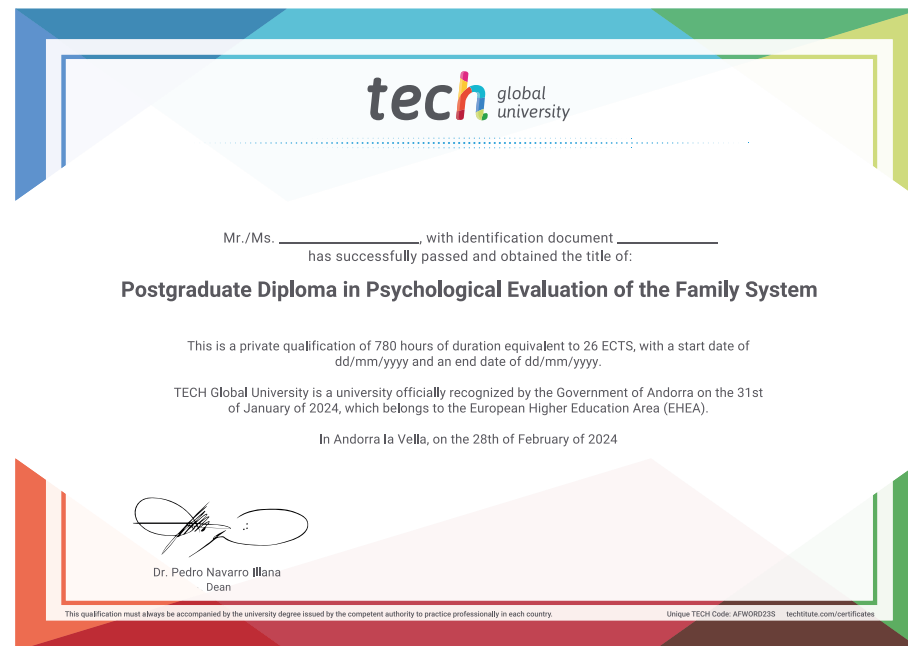 tech global
university
Mr./Ms. ____________, with identification document ____________
has successfully passed and obtained the title of:
Postgraduate Diploma in Psychological Evaluation of the Family System
This is a private qualification of 780 hours of duration equivalent to 26 ECTS, with a start date of
dd/mm/yyyy and an end date of dd/mm/yyyy.
TECH Global University is a university officially recognized by the Government of Andorra on the 31st
of January of 2024, which belongs to the European Higher Education Area (EHEA).
In Andorra la Vella, on the 28th of February of 2024
Dr. Pedro Navarro Illana
Dean
This qualification must always be accompanied by the university degree issued by the competent authority to practice professionally in each country. Unique TECH Code: AFWORD23S techtitute.com/certificates